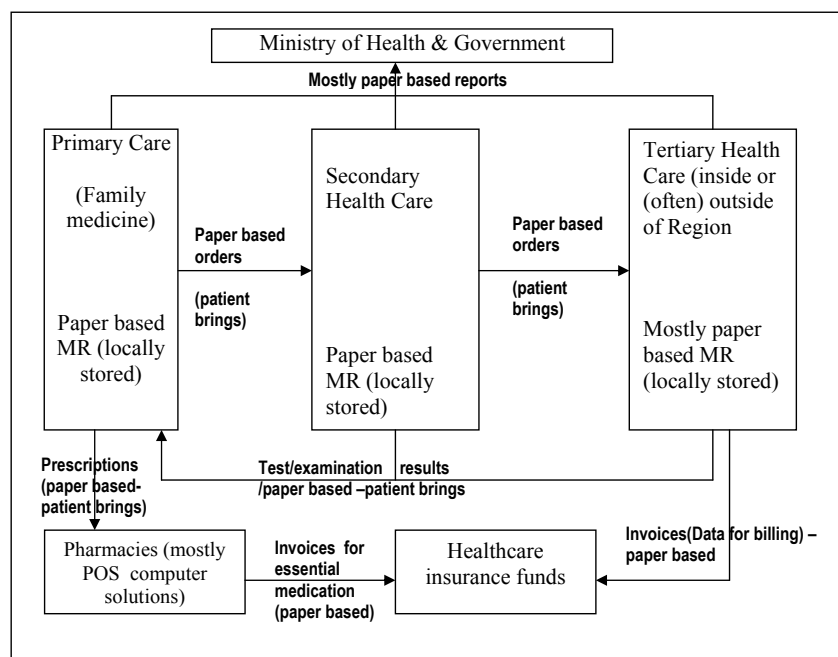 Ministry of Health & Government
Mostly paper based reports
Primary Care
(Family
medicine)
Paper based
MR (locally
stored)
Paper based
orders
(patient
brings)
Secondary
Health Care
Paper based
MR (locally
stored)
Paper based
orders
(patient
brings)
Tertiary Health
Care (inside or
(often) outside
of Region
Mostly paper
based MR
(locally stored)
Prescriptions
(paper based-
patient brings)
Test/examination results
/paper based –patient brings
Pharmacies (mostly
POS computer
solutions)
Invoices for
essential
medication
(paper based)
Healthcare
insurance funds
Invoices(Data for billing) –
paper based